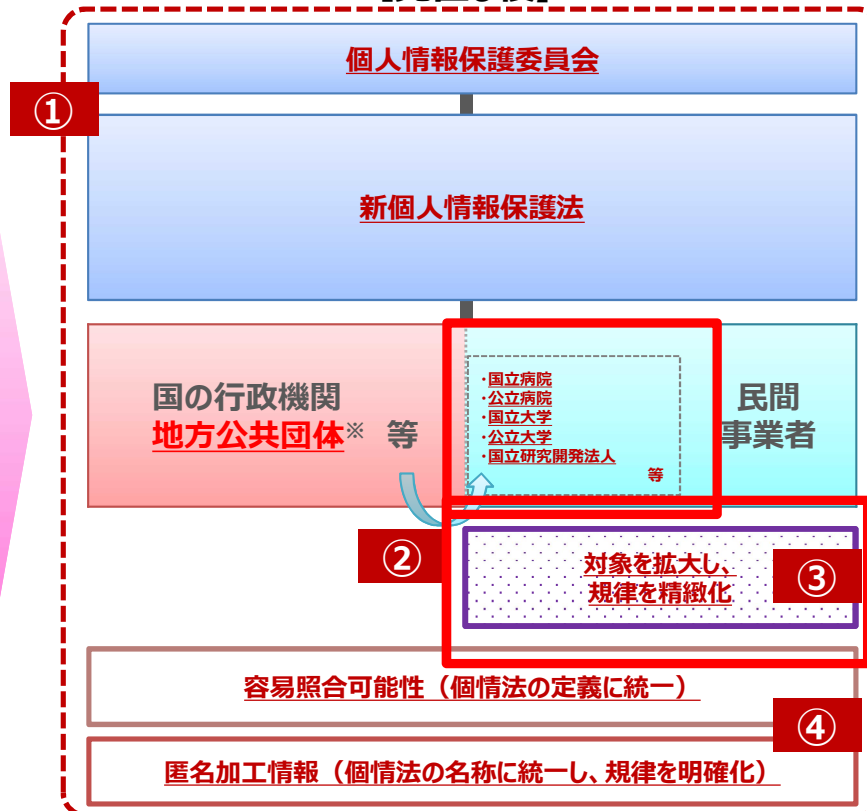 ①
個人情報保護委員会
新個人情報保護法
国の行政機関
地方公共団体※ 等
・国立病院
・公立病院
・国立大学
・公立大学
・国立研究開発法人
等
民間
事業者
②
対象を拡大し、
規律を精緻化
③
容易照合可能性（個情法の定義に統一）
④
匿名加工情報（個情法の名称に統一し、規律を明確化）